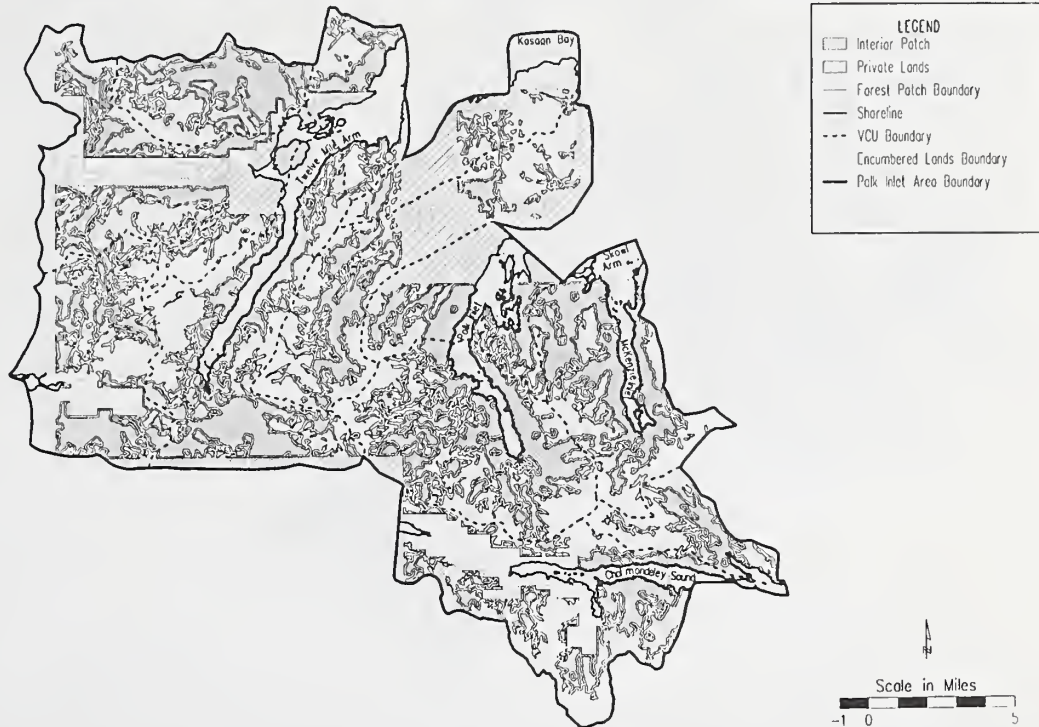 Kasaan Bay
Twelve Mile Arm
Skowl
Arm
McKenzie
Cholmondeley Sound
LEGEND
Interior Patch
Private Lands
Forest Patch Boundary
Shoreline
VCU Boundary
Encumbered Lands Boundary
Polk Inlet Area Boundary
N
Scale in Miles
-1 0 5